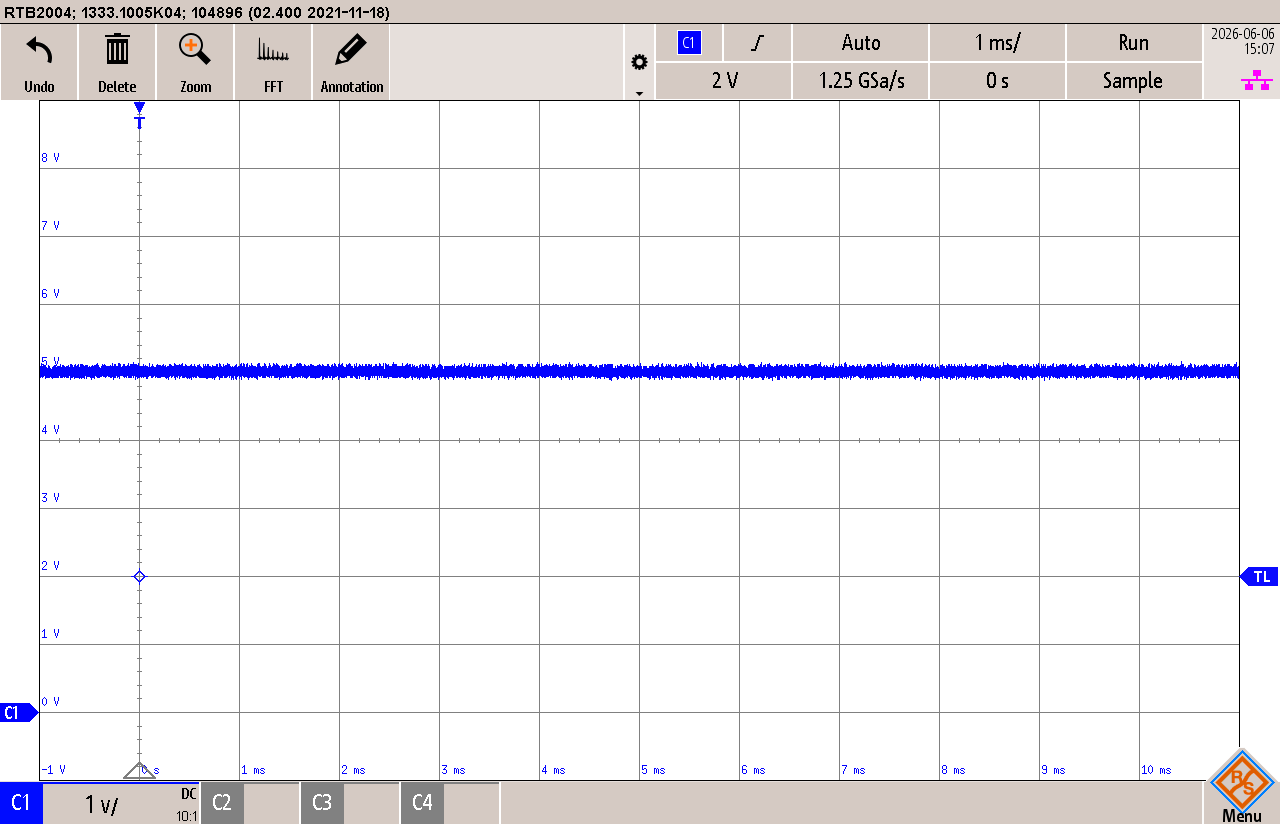 RTB2004; 1333.1005K04; 104896 (02.400 2021-11-18)
Undo
Delete
Zoom
FFT
Annotation
C1
Auto
1 ms/
Run
2 V
1.25 GSa/s
0 s
Sample
2026-06-06
15:07
T
8 V
7 V
6 V
5 V
4 V
3 V
2 V
TL
1 V
0 V
C1
-1 V
0 s
1 ms
2 ms
3 ms
4 ms
5 ms
6 ms
7 ms
8 ms
9 ms
10 ms
C1
1 V/
DC
10:1
C2
C3
C4
R S
Menu